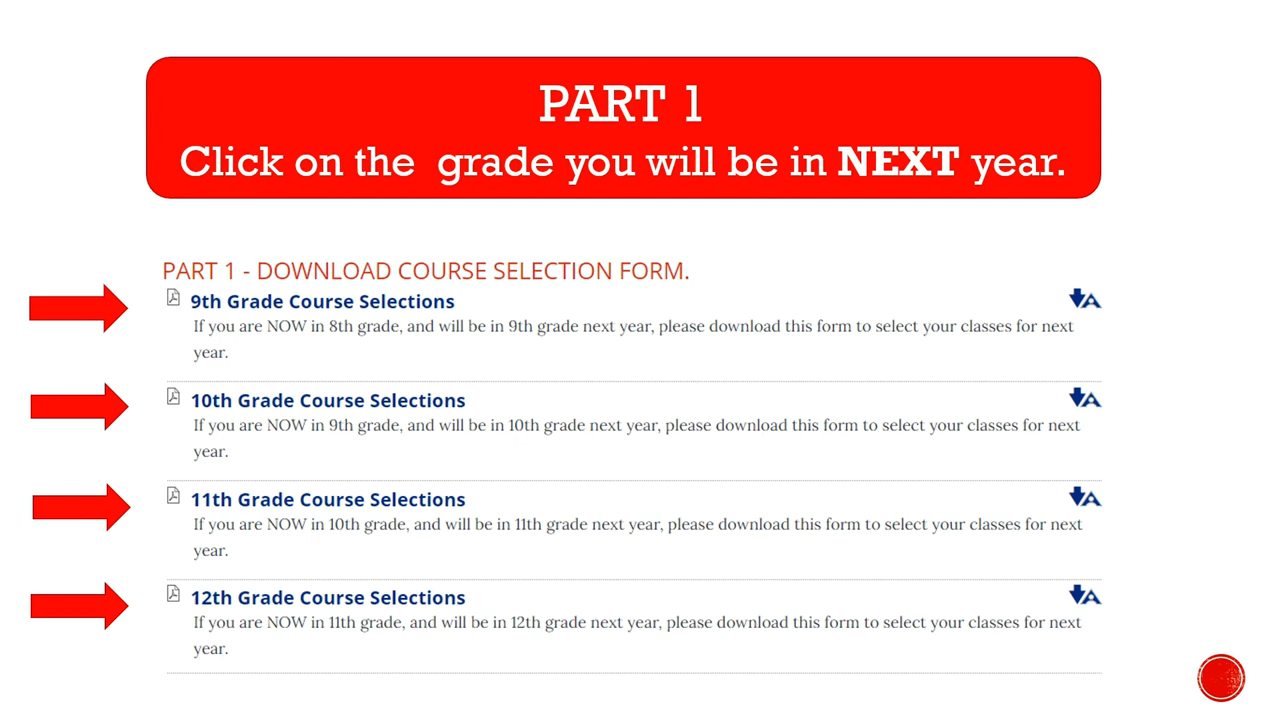 PART 1
Click on the  grade you will be in NEXT year.
PART 1 - DOWNLOAD COURSE SELECTION FORM.
9th Grade Course Selections
If you are NOW in 8th grade, and will be in 9th grade next year, please download this form to select your classes for next
year.
10th Grade Course Selections
If you are NOW in 9th grade, and will be in 10th grade next year, please download this form to select your classes for next
year.
11th Grade Course Selections
If you are NOW in 10th grade, and will be in 11th grade next year, please download this form to select your classes for next
year.
12th Grade Course Selections
If you are NOW in 11th grade, and will be in 12th grade next year, please download this form to select your classes for next
year.